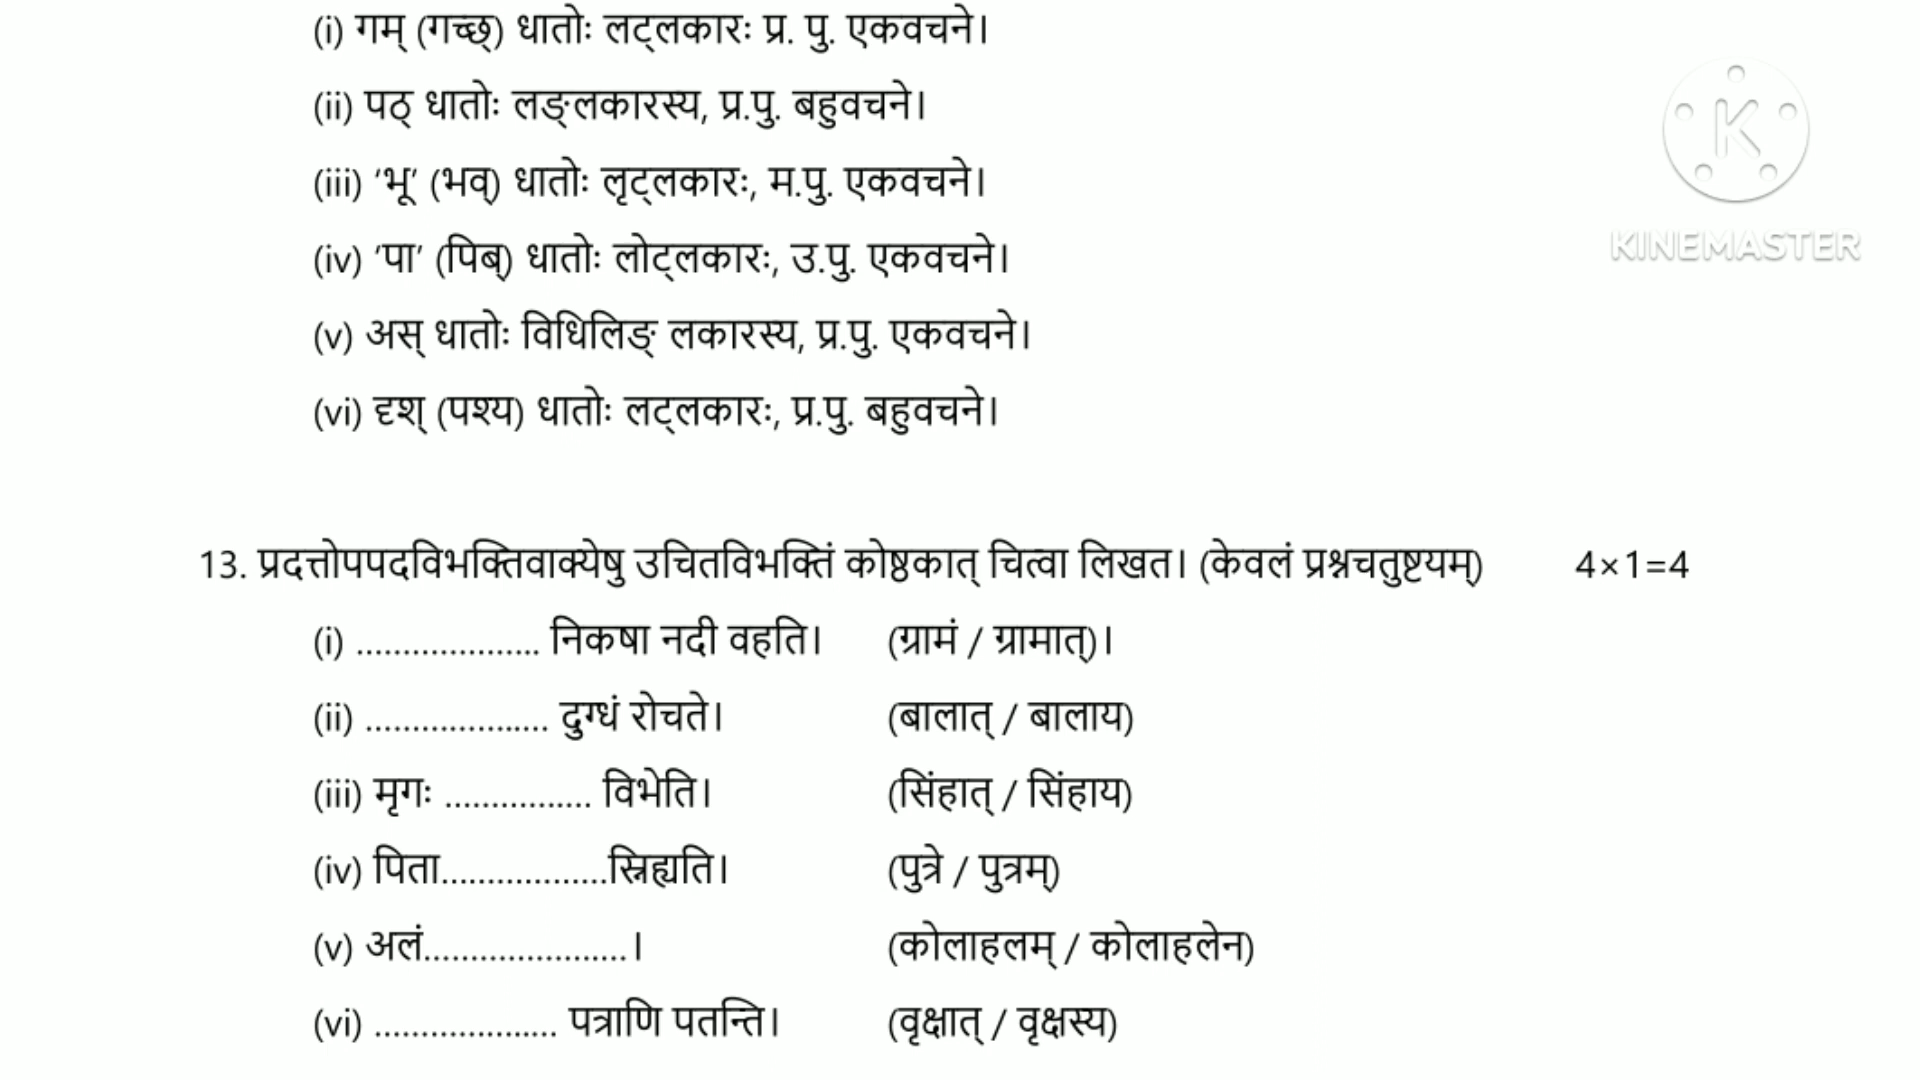 (i) गम् (गच्छ्) धातोः लट्लकारः प्र. पु. एकवचने।
(ii) पठ् धातोः लङ्लकारस्य, प्र.पु. बहुवचने।
(iii) ‘भू’ (भव्) धातोः लृट्लकारः, म.पु. एकवचने।
(iv) ‘पा’ (पिब्) धातोः लोट्लकारः, उ.पु. एकवचने।
(v) अस् धातोः विधिलिङ् लकारस्य, प्र.पु. एकवचने।
(vi) दृश् (पश्य) धातोः लट्लकारः, प्र.पु. बहुवचने।
K
KINEMASTER
13. प्रदत्तोपपदविभक्तिवाक्येषु उचितविभक्तिं कोष्ठकात् चित्वा लिखत। (केवलं प्रश्नचतुष्टयम्) 4×1=4
(i) .................... निकषा नदी वहति। (ग्रामं / ग्रामात्)।
(ii) .................... दुग्धं रोचते। (बालात् / बालाय)
(iii) मृगः ................ विभेति। (सिंहात् / सिंहाय)
(iv) पिता..................स्निह्यति। (पुत्रे / पुत्रम्)
(v) अलं......................। (कोलाहलम् / कोलाहलेन)
(vi) .................... पत्राणि पतन्ति। (वृक्षात् / वृक्षस्य)